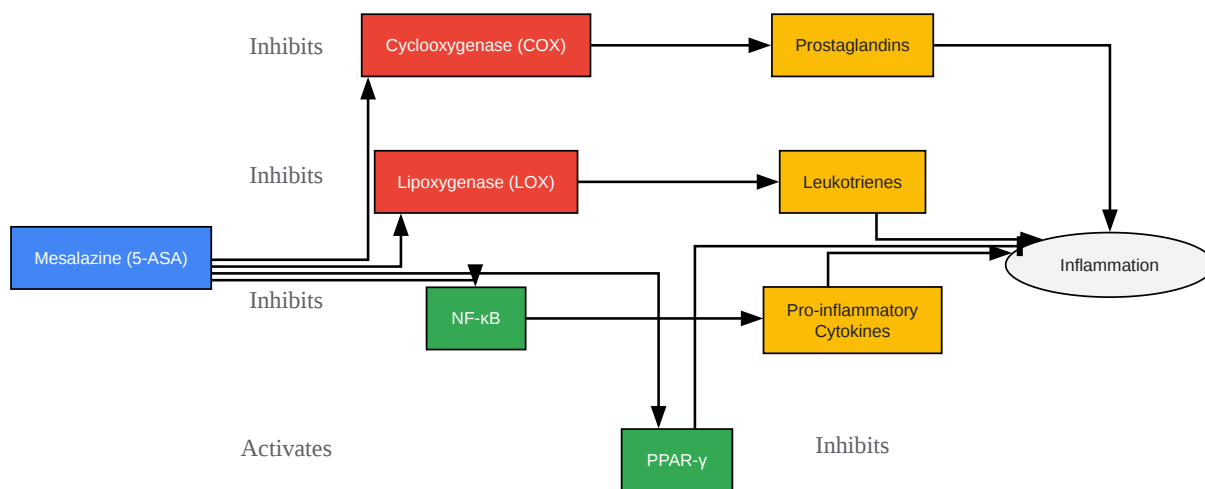 Inhibits
Cyclooxygenase (COX)
Prostaglandins
Inhibits
Lipoxygenase (LOX)
Leukotrienes
Mesalazine (5-ASA)
Inflammation
Inhibits
NF-κB
Pro-inflammatory
Cytokines
Activates
PPAR-γ
Inhibits